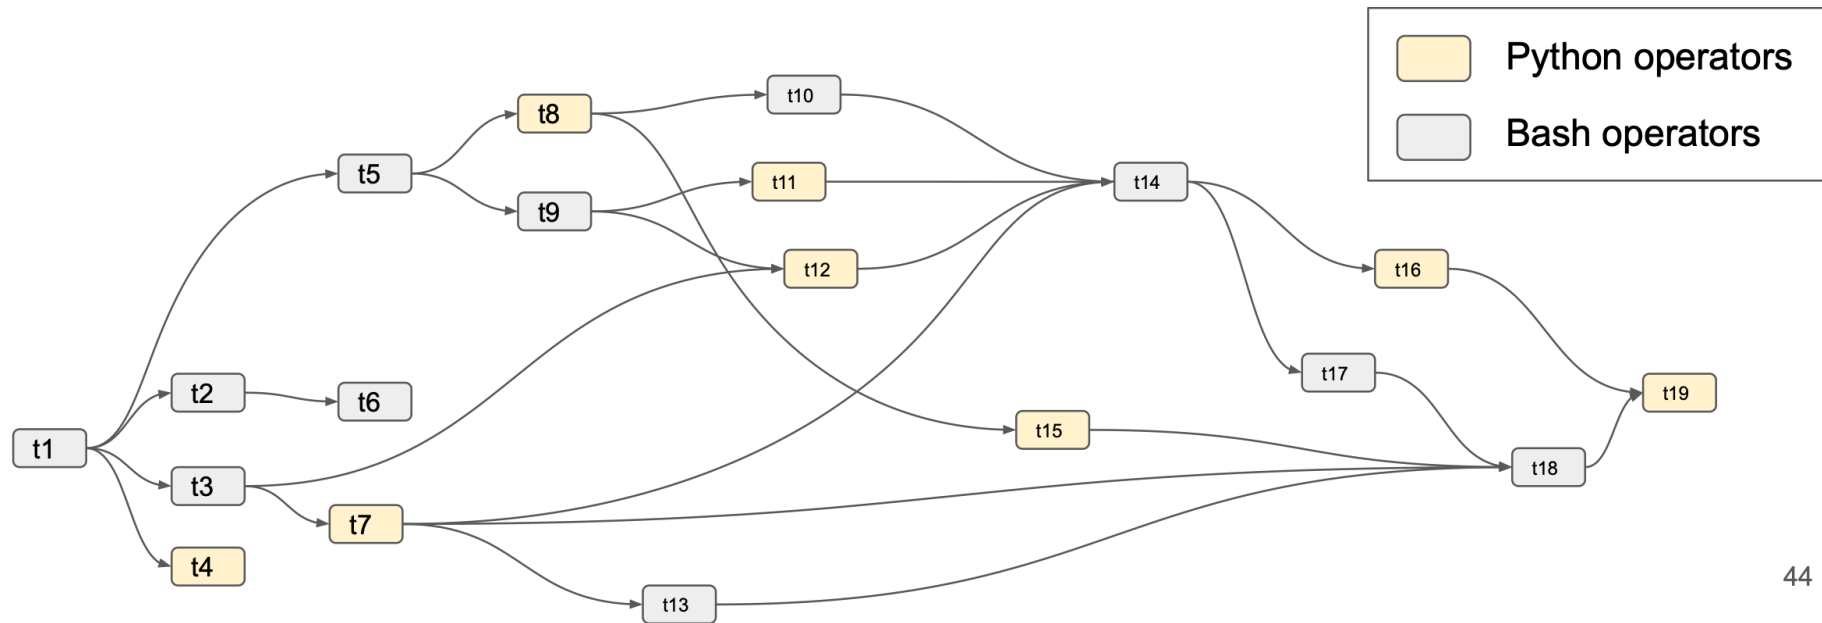 Python operators
Bash operators
t10
t8
t5
t11
t14
t9
t12
t16
t17
t2
t6
t19
t1
t15
t18
t3
t7
t4
t13
44